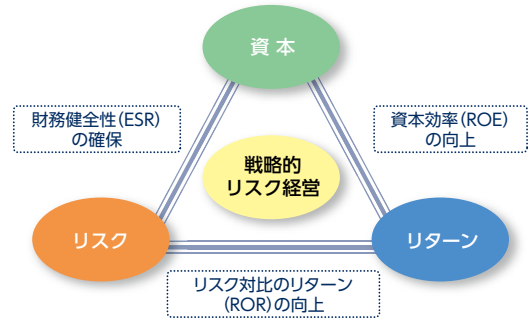 資本
財務健全性(ESR)
の確保
資本効率(ROE)
の向上
戦略的
リスク経営
リスク
リターン
リスク対比のリターン
(ROR)の向上